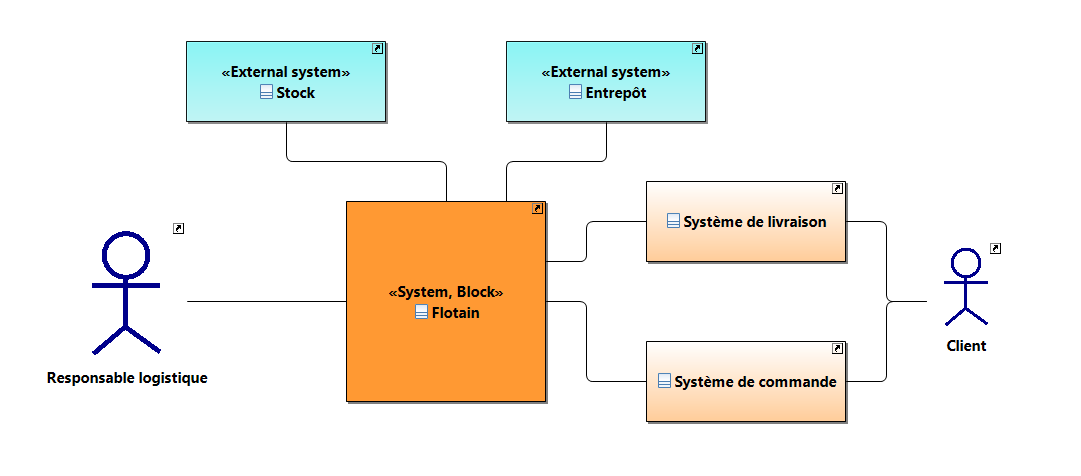 «External system»
Stock
«External system»
Entrepôt
Système de livraison
«System, Block»
Flotain
Client
Responsable logistique
Système de commande